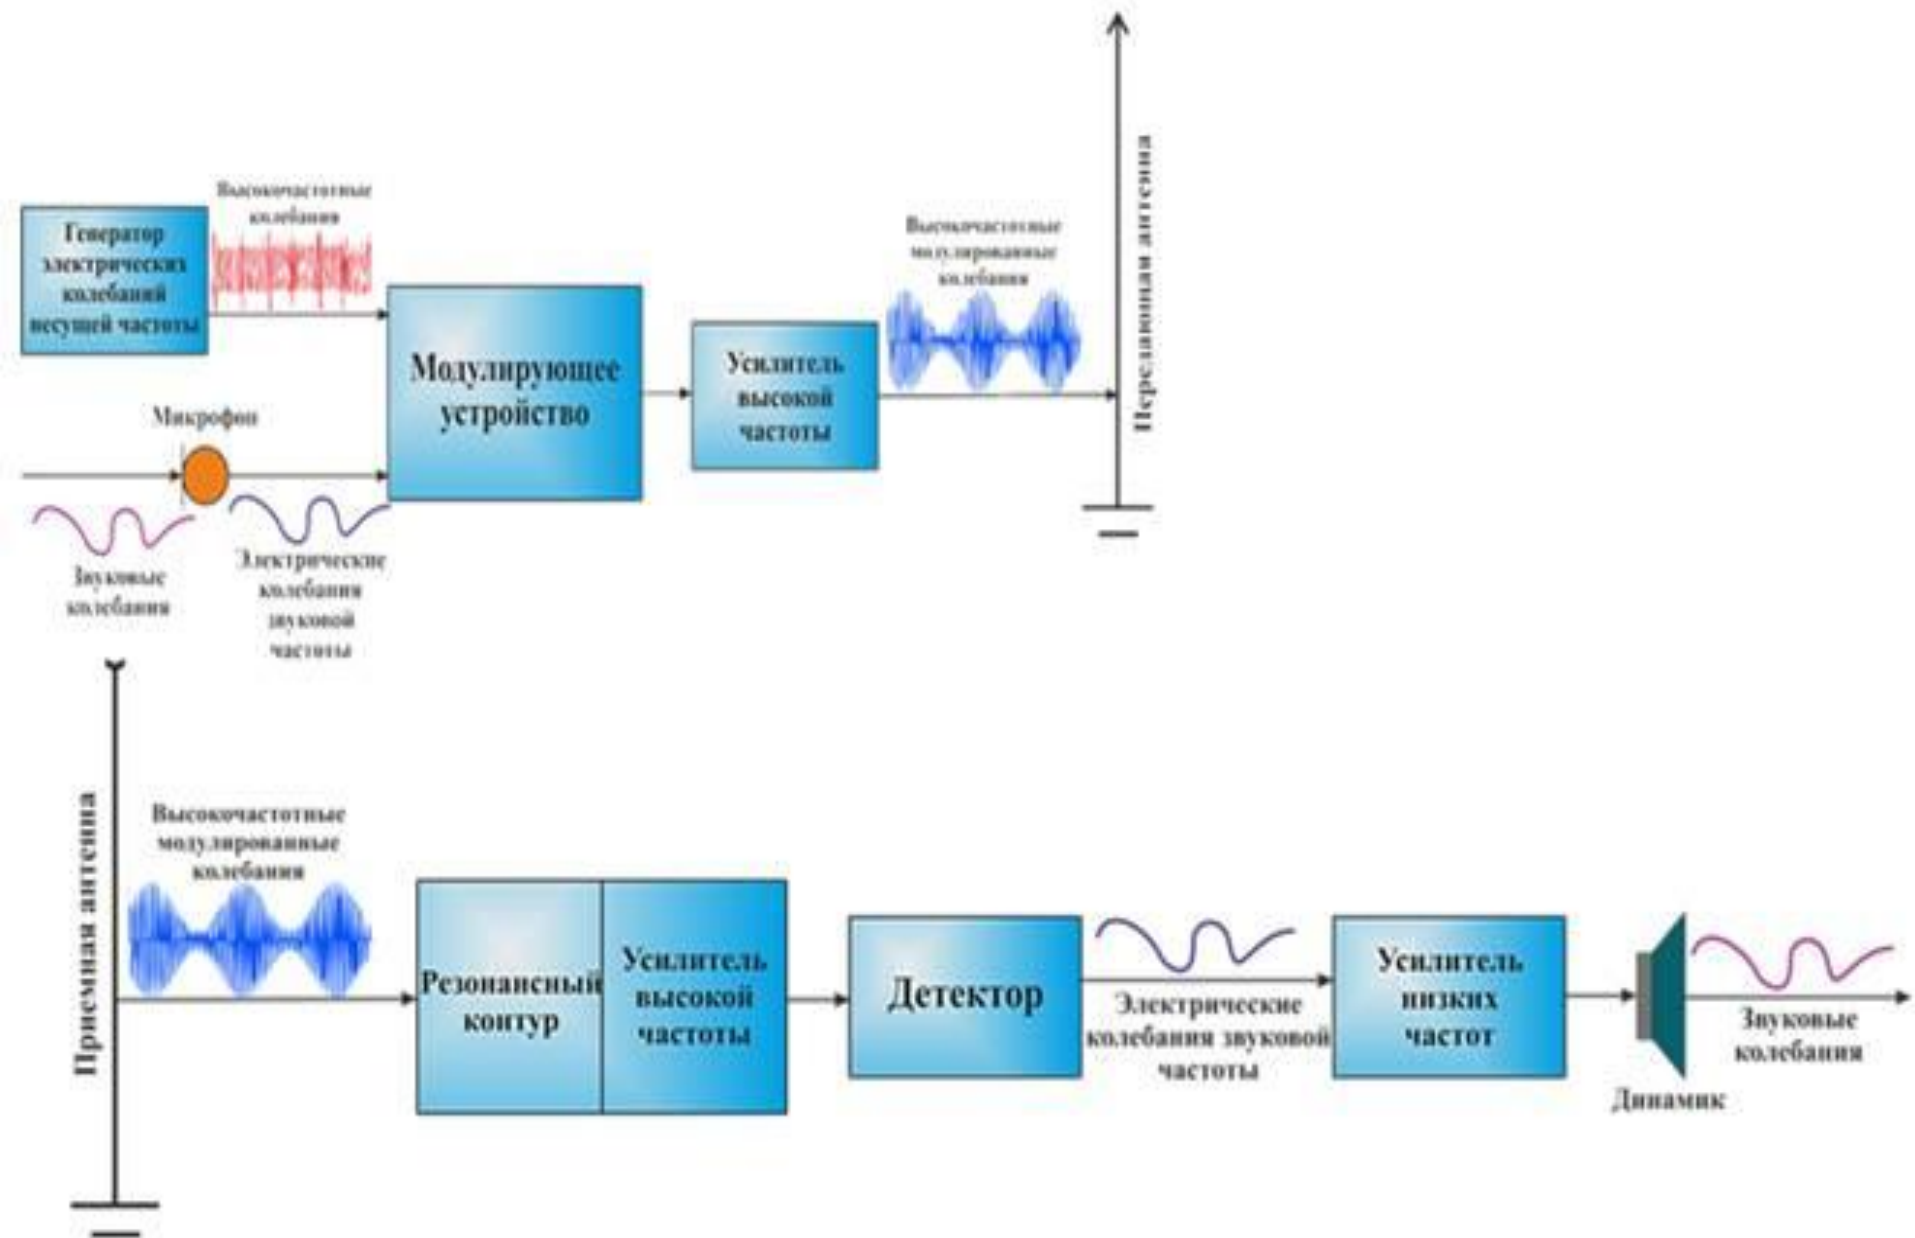 Высокочастотные
колебания
Генератор
электрических
колебаний
несущей частоты
Микрофон
Звуковые
колебания
Электрические
колебания
звуковой
частоты
Модулирующее
устройство
Усилитель
высокой
частоты
Высокочастотные
модулированные
колебания
Передающая антенна
Приемная антенна
Высокочастотные
модулированные
колебания
Резонансный
контур
Усилитель
высокой
частоты
Детектор
Электрические
колебания звуковой
частоты
Усилитель
низких
частот
Динамик
Звуковые
колебания